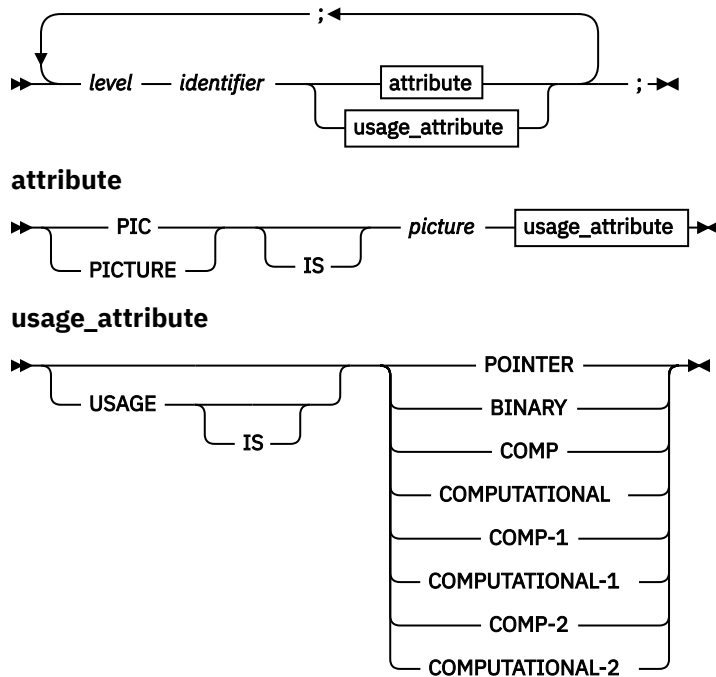 ;
level identifier attribute ;
usage_attribute
attribute
PIC picture usage_attribute
PICTURE IS
usage_attribute
POINTER
USAGE BINARY
IS COMP
COMPUTATIONAL
COMP-1
COMPUTATIONAL-1
COMP-2
COMPUTATIONAL-2